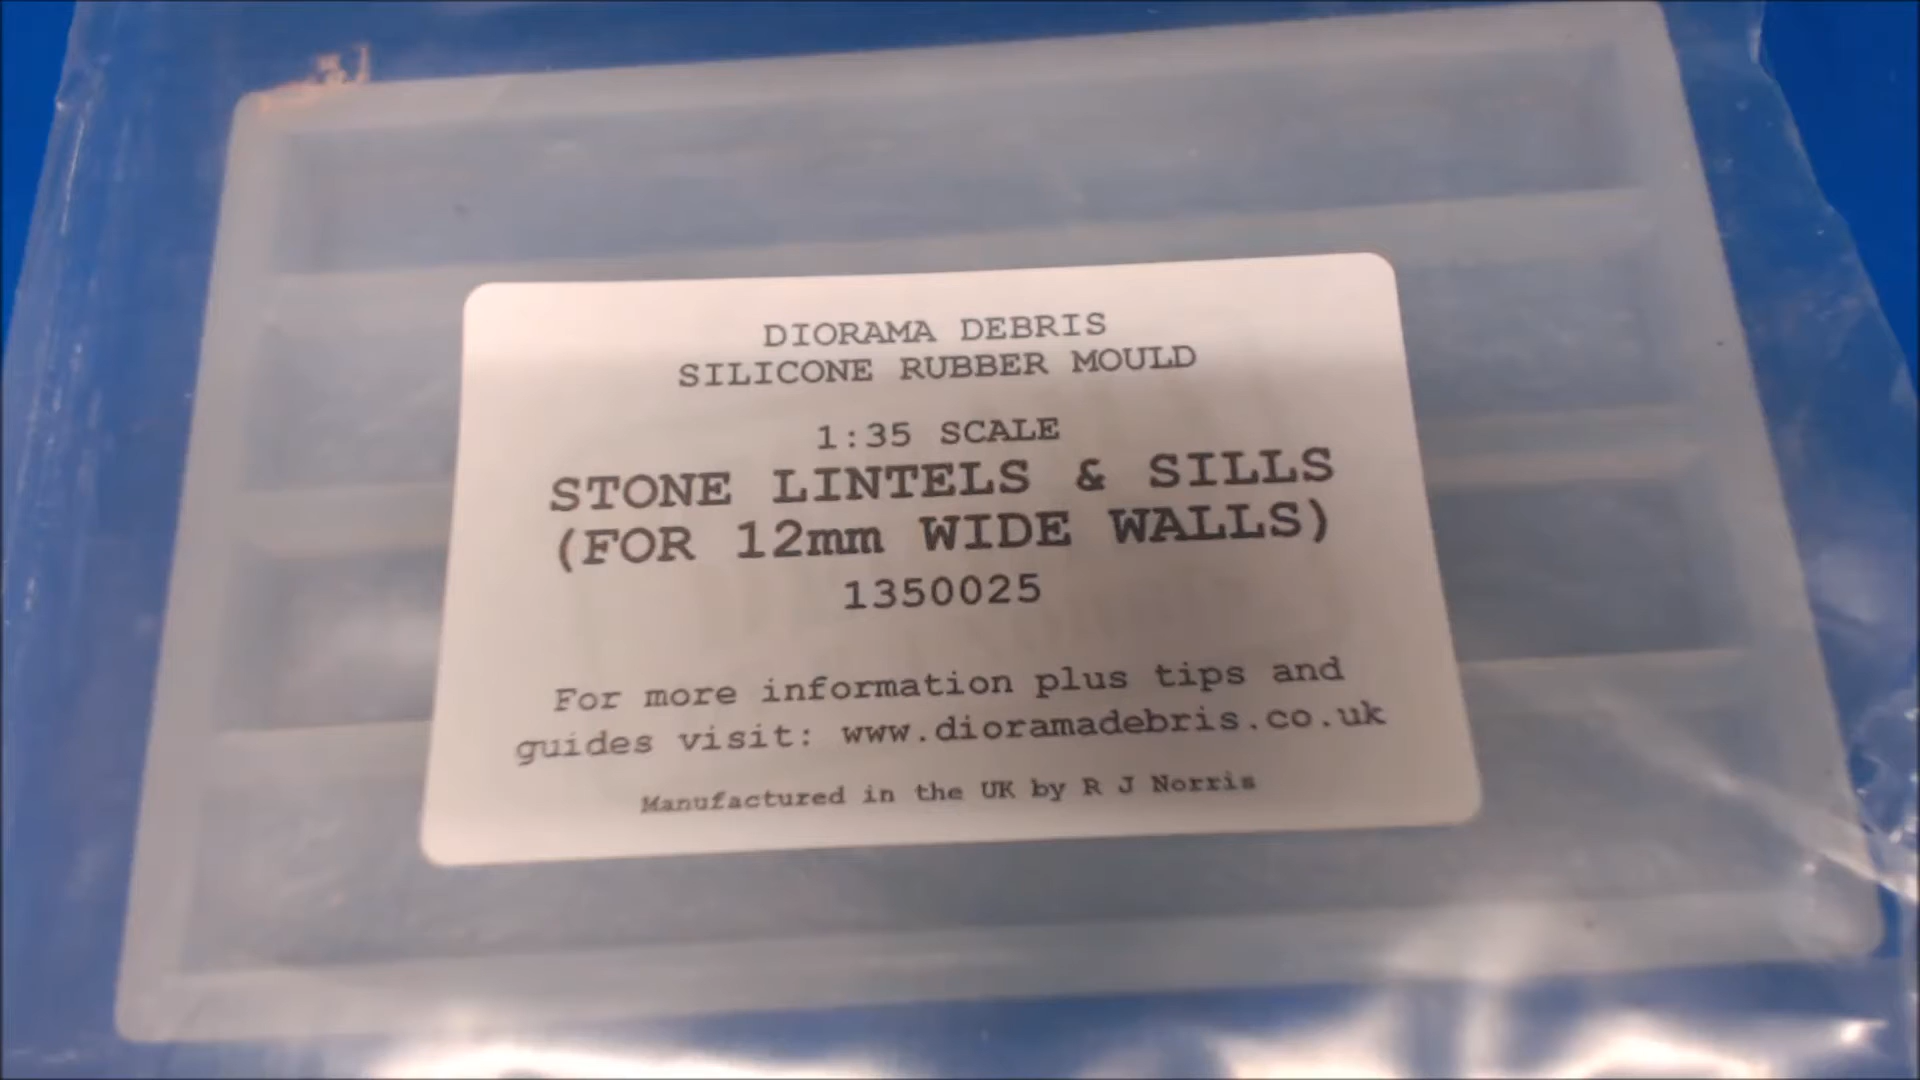 DIORAMA DEBRIS
SILICONE RUBBER MOULD
1:35 SCALE
STONE LINTELS & SILLS
(FOR 12mm WIDE WALLS)
1350025
For more information plus tips and
guides visit: www.dioramadebris.co.uk
Manufactured in the UK by R J Norris